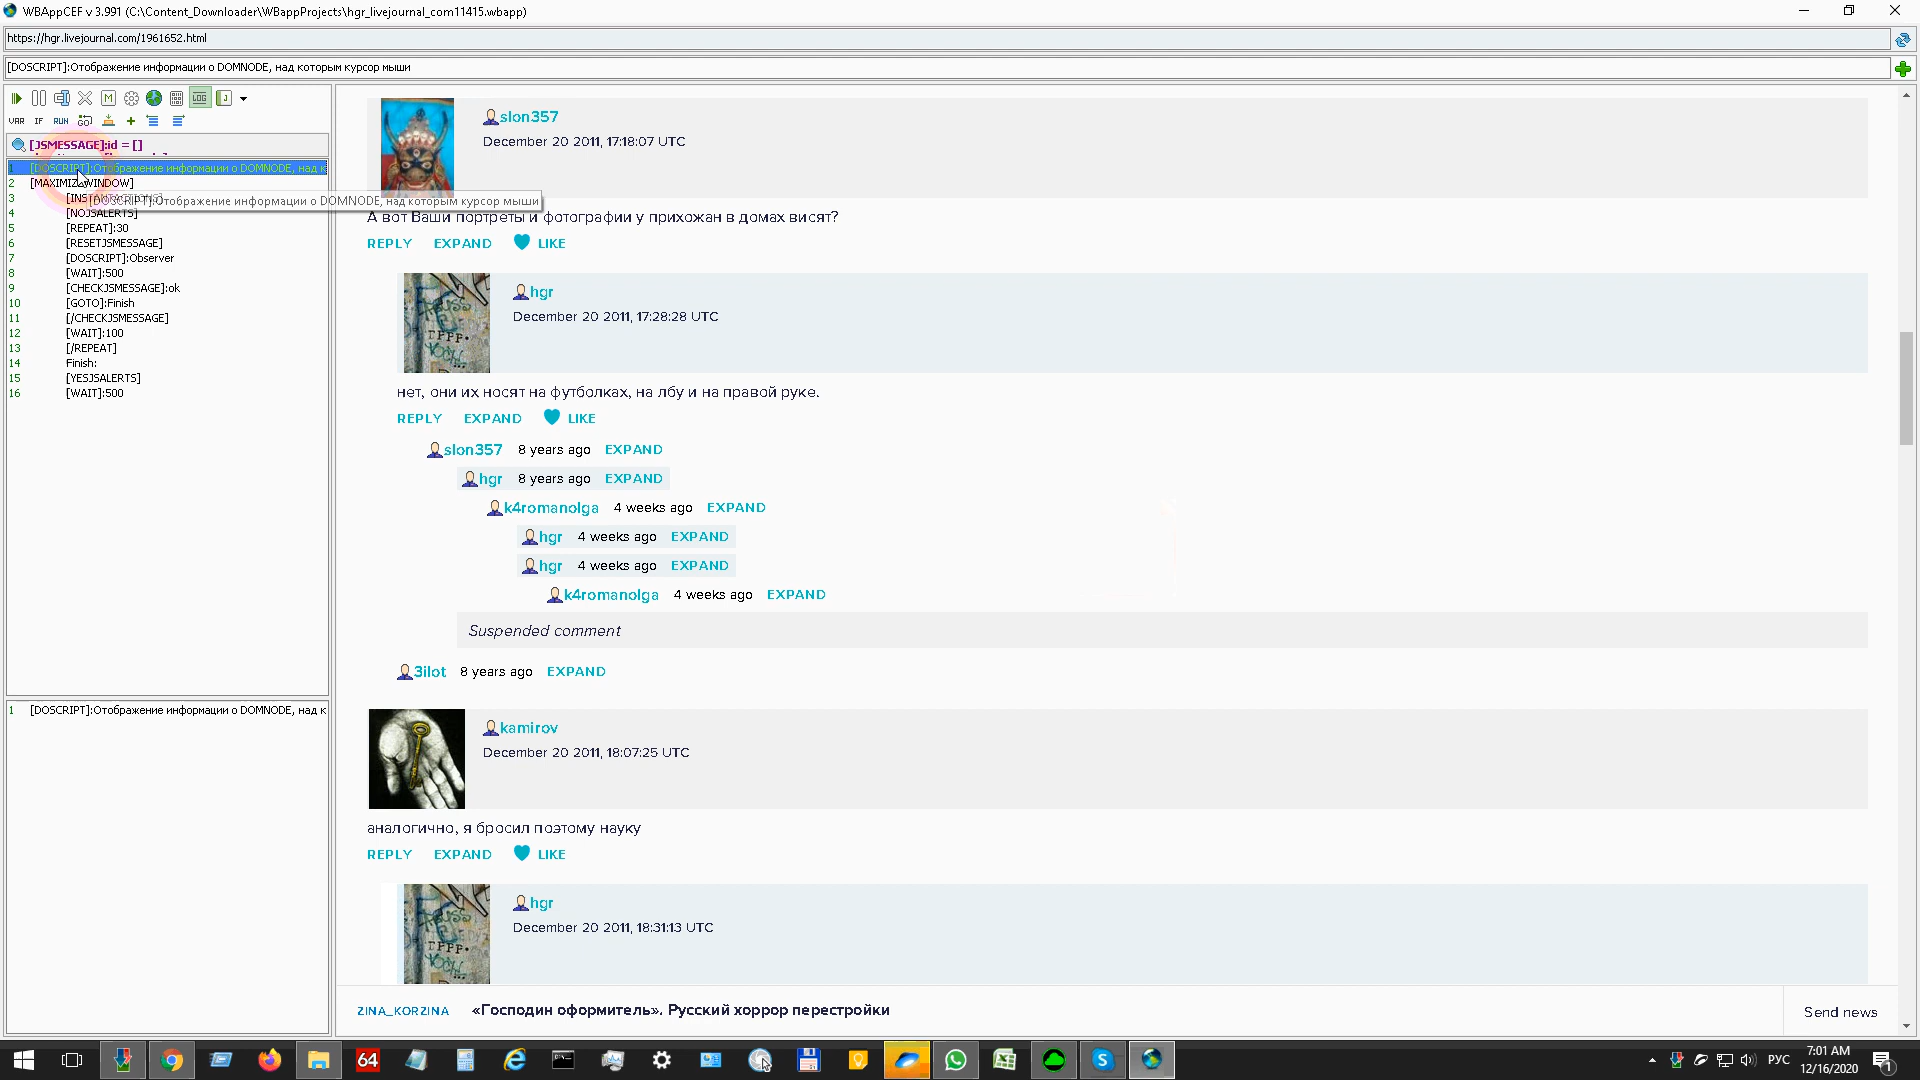 WBAppCEF v 3.991 (C:\Content_Downloader\WBappProjects\hgr_livejournal_com11415.wbapp)
https://hgr.livejournal.com/1961652.html
[DOSCRIPT]:Отображение информации о DOMNODE, над которым курсор мыши
M
LOG
J
VAR IF RUN GO
[JSMESSAGE]:id = []
1 [DOSCRIPT]:Отображение информации о DOMNODE, над к
2 [MAXIMIZEWINDOW]
3 [INSTANTACTIONS]
[DOSCRIPT]:Отображение информации о DOMNODE, над которым курсор мыши
4 [NOJSALERTS]
5 [REPEAT]:30
6 [RESETJSMESSAGE]
7 [DOSCRIPT]:Observer
8 [WAIT]:500
9 [CHECKJSMESSAGE]:ok
10 [GOTO]:Finish
11 [/CHECKJSMESSAGE]
12 [WAIT]:100
13 [/REPEAT]
14 Finish:
15 [YESJSALERTS]
16 [WAIT]:500
1 [DOSCRIPT]:Отображение информации о DOMNODE, над к
slon357
December 20 2011, 17:18:07 UTC
А вот Ваши портреты и фотографии у прихожан в домах висят?
REPLY EXPAND LIKE
hgr
December 20 2011, 17:28:28 UTC
нет, они их носят на футболках, на лбу и на правой руке.
REPLY EXPAND LIKE
slon357 8 years ago EXPAND
hgr 8 years ago EXPAND
k4romanolga 4 weeks ago EXPAND
hgr 4 weeks ago EXPAND
hgr 4 weeks ago EXPAND
k4romanolga 4 weeks ago EXPAND
Suspended comment
3ilot 8 years ago EXPAND
kamirov
December 20 2011, 18:07:25 UTC
аналогично, я бросил поэтому науку
REPLY EXPAND LIKE
hgr
December 20 2011, 18:31:13 UTC
ZINA_KORZINA «Господин оформитель». Русский хоррор перестройки
Send news
64
РУС
7:01 AM
12/16/2020
1